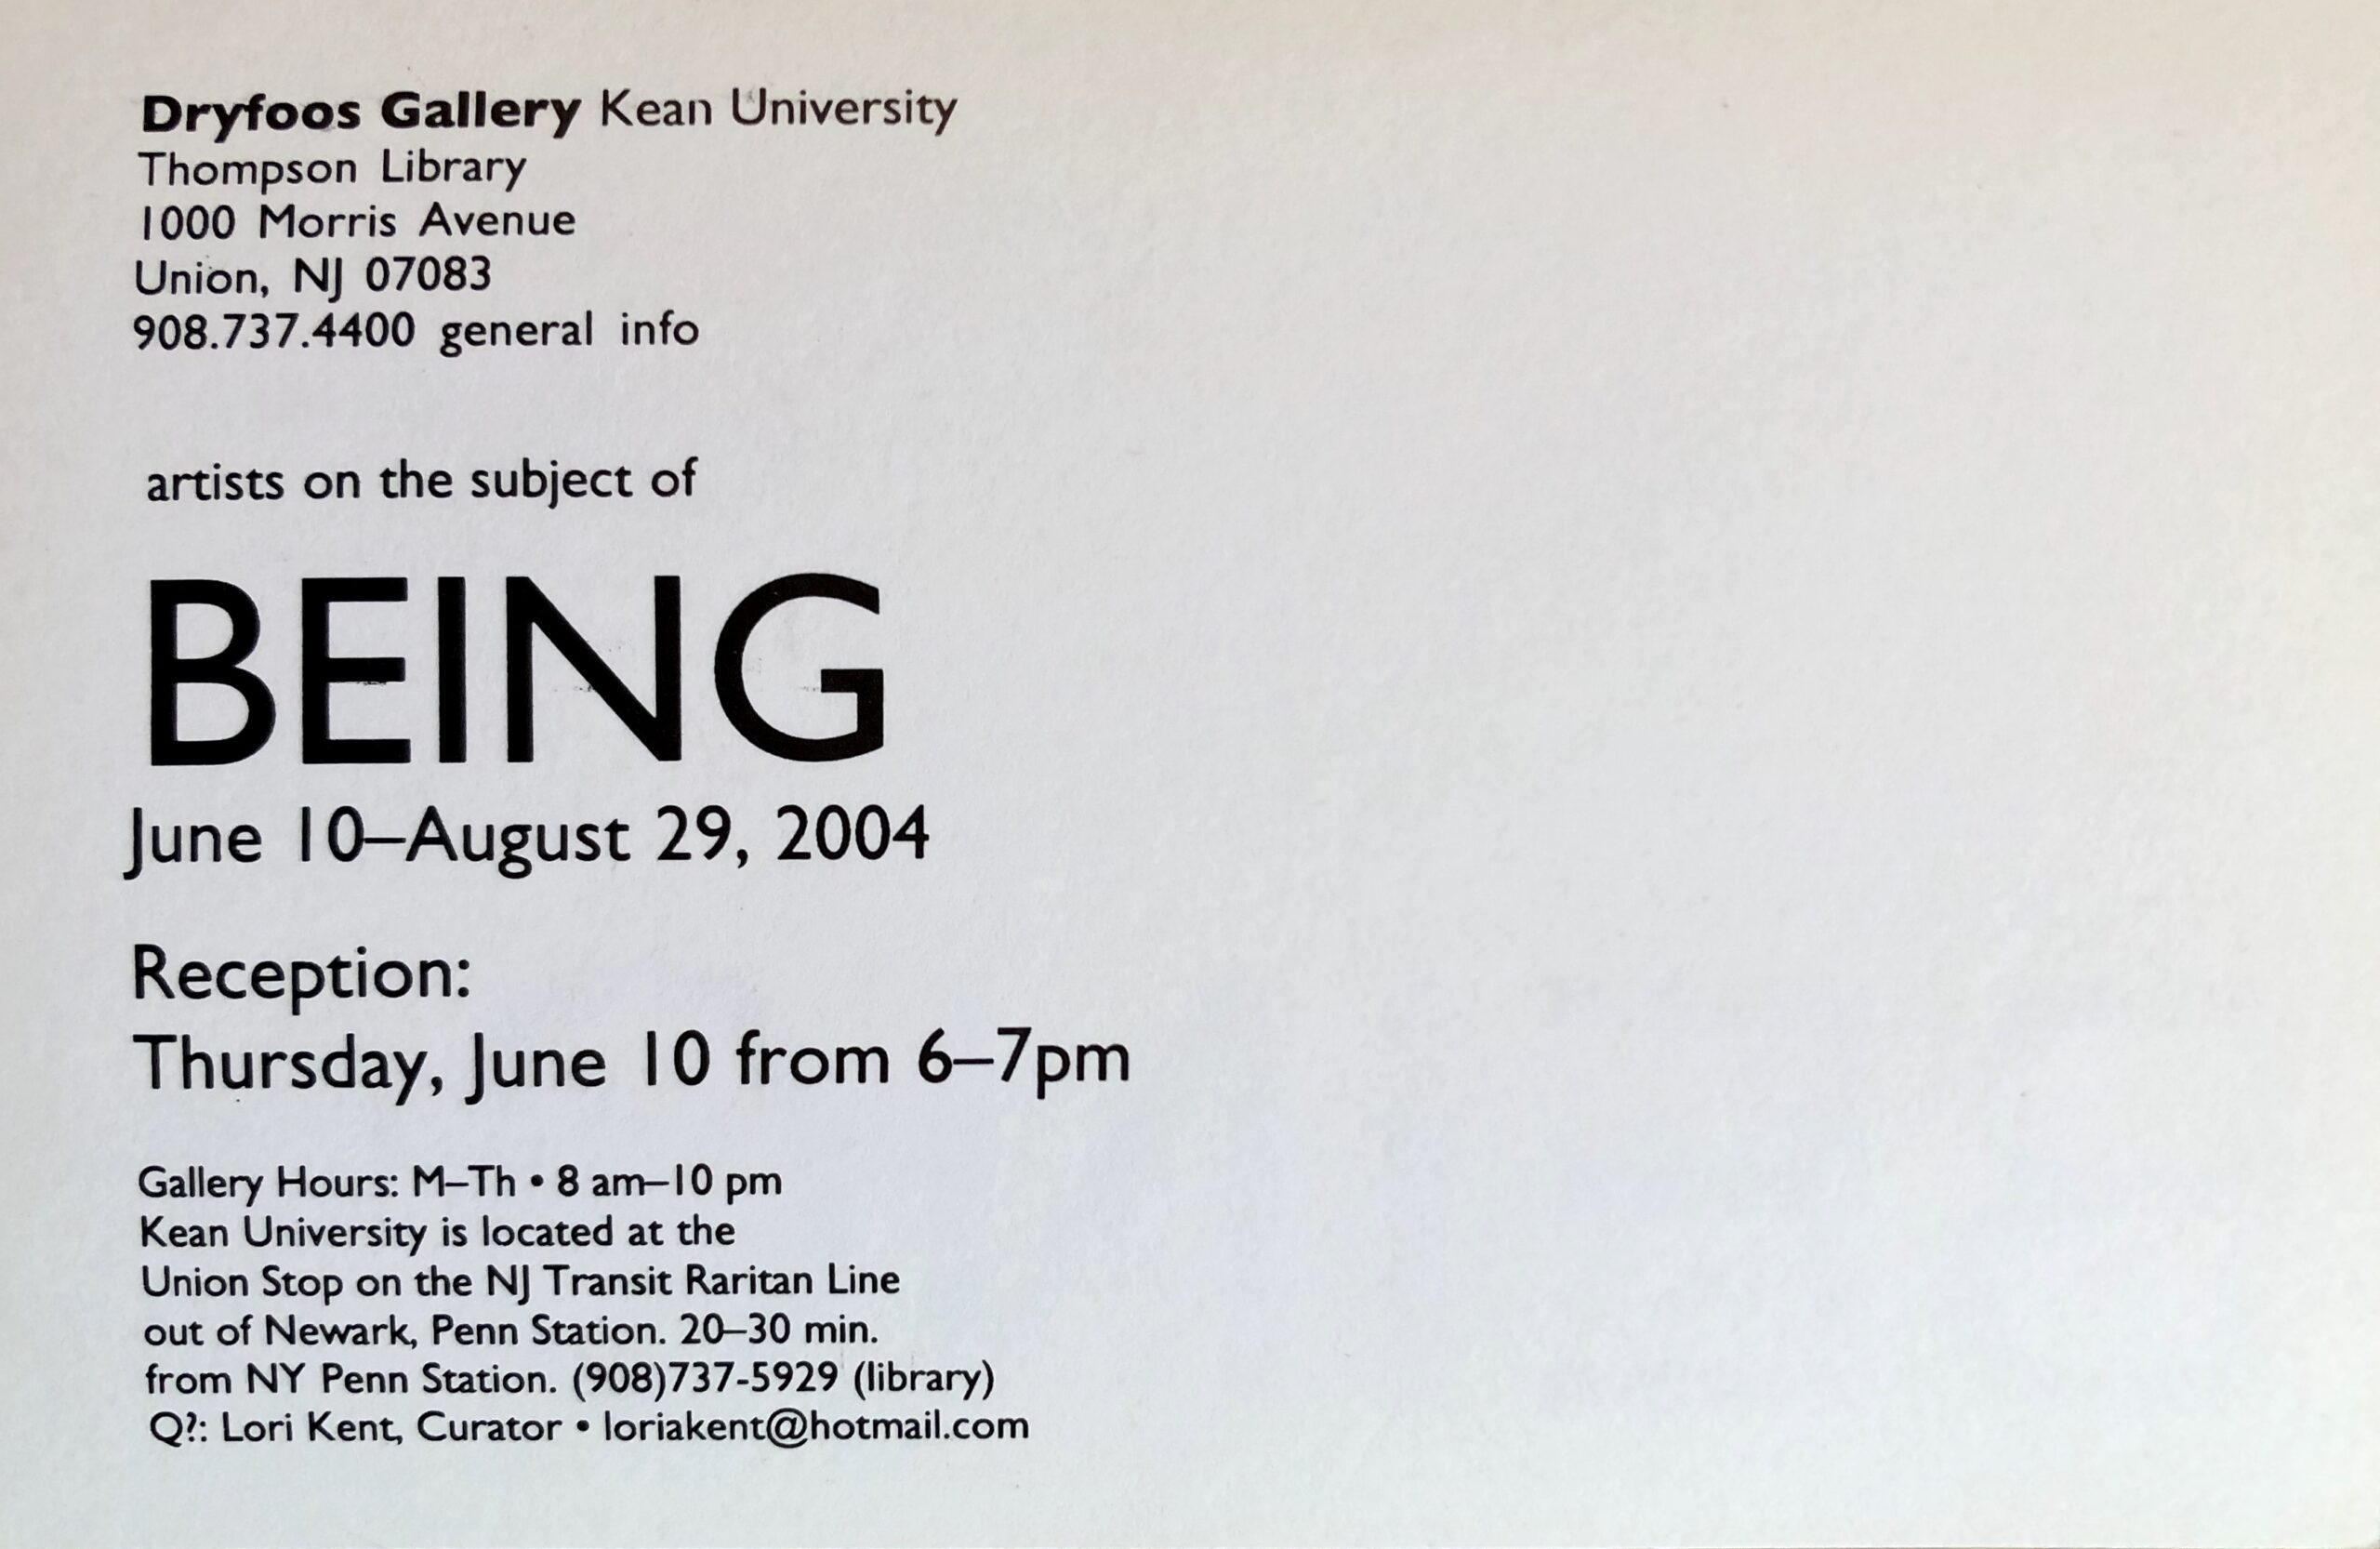 Dryfoos Gallery Kean University
Thompson Library
1000 Morris Avenue
Union, NJ 07083
908.737.4400 general info
artists on the subject of
BEING
June 10–August 29, 2004
Reception:
Thursday, June 10 from 6–7pm
Gallery Hours: M–Th • 8 am–10 pm
Kean University is located at the
Union Stop on the NJ Transit Raritan Line
out of Newark, Penn Station. 20–30 min.
from NY Penn Station. (908)737-5929 (library)
Q?: Lori Kent, Curator • loriakent@hotmail.com